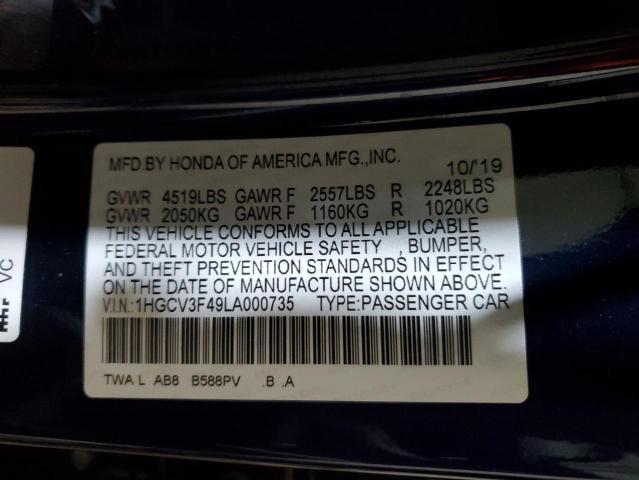 MFD.BY HONDA OF AMERICA MFG.,INC. 10/'19
GVWR 4519LBS GAWR F 2557LBS R 2248LBS
GVWR 2050KG GAWR F 1160KG R 1020KG
THIS VEHICLE CONFORMS TO ALL APPLICABLE
FEDERAL MOTOR VEHICLE SAFETY , BUMPER,
AND THEFT PREVENTION STANDARDS IN EFFECT
ON THE DATE OF MANUFACTURE SHOWN ABOVE.
V.I.N.:1HGCV3F49LA000735 TYPE:PASSENGER CAR
TWA L AB8 B588PV .B .A
VC